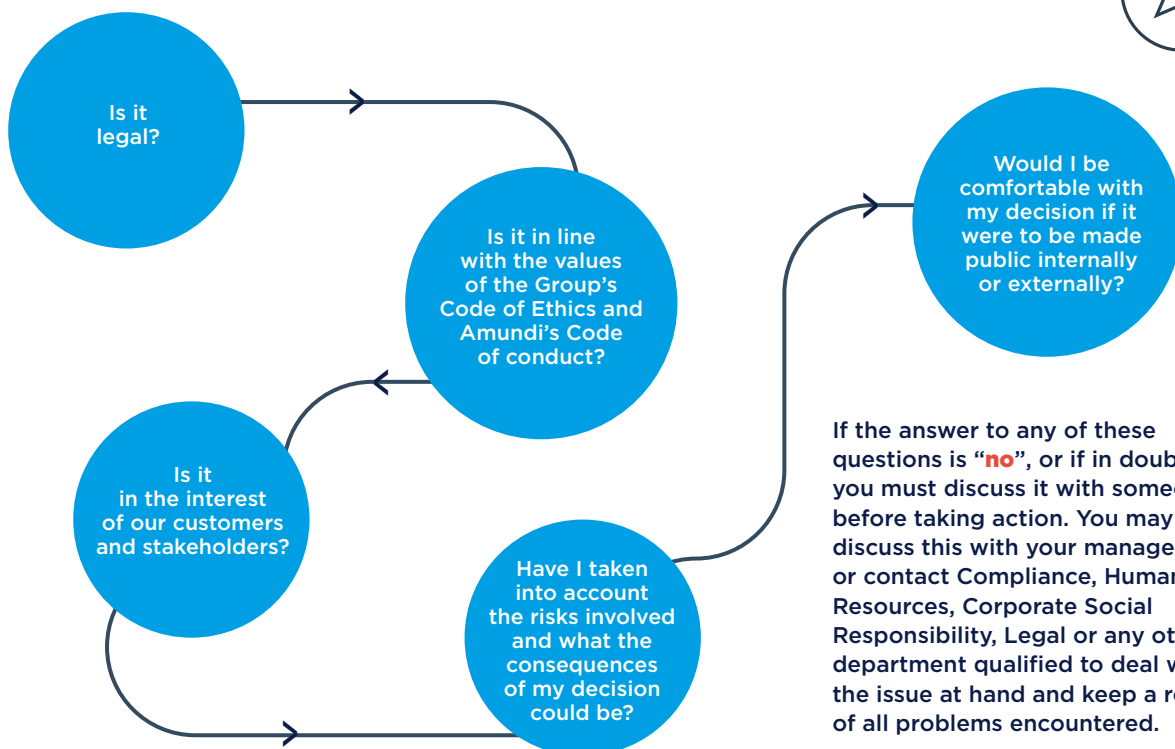 Is it
legal?
Is it in line
with the values
of the Group's
Code of Ethics and
Amundi's Code
of conduct?
Is it
in the interest
of our customers
and stakeholders?
Have I taken
into account
the risks involved
and what the
consequences
of my decision
could be?
Would I be
comfortable with
my decision if it
were to be made
public internally
or externally?
If the answer to any of these
questions is “no”, or if in
you must discuss it with
before taking action. You may
discuss this with your
or contact Compliance,
Resources, Corporate Social
Responsibility, Legal or any
department qualified to deal
the issue at hand and keep a
of all problems encountered.